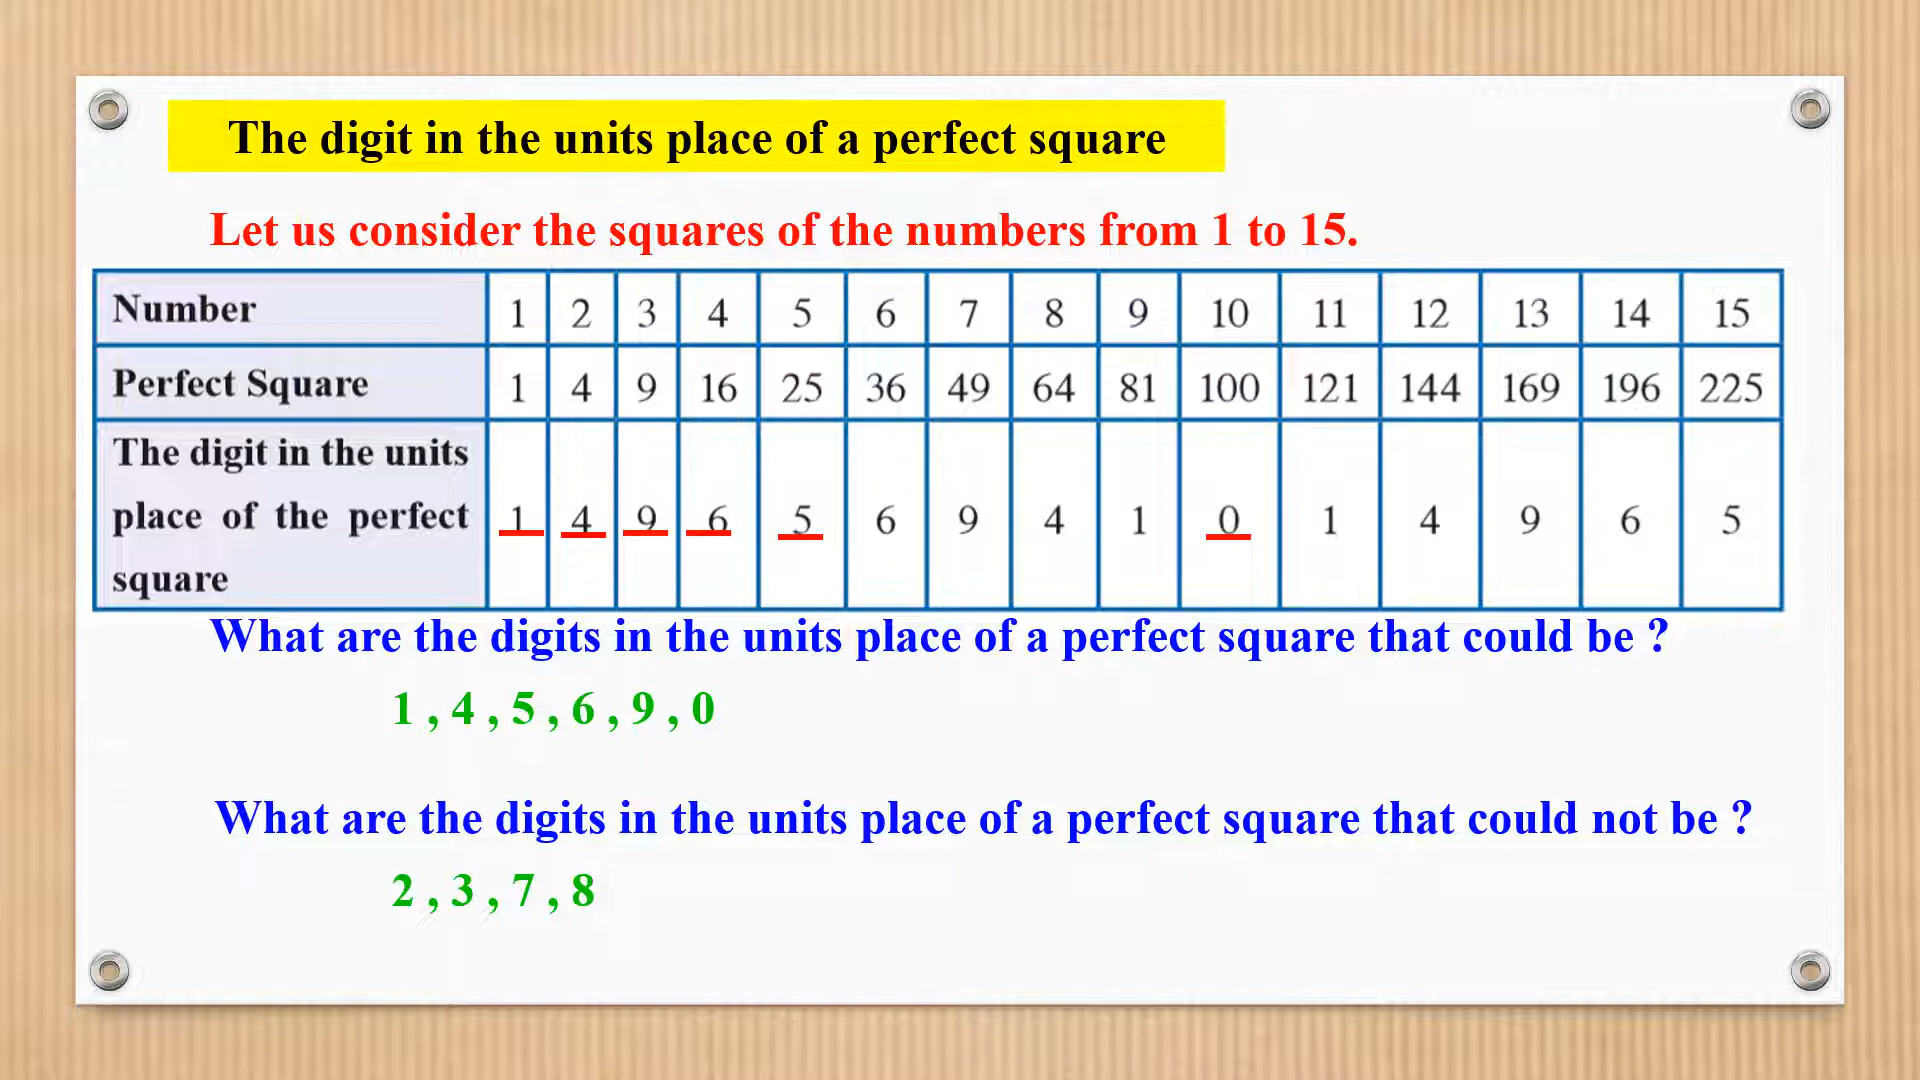 The digit in the units place of a perfect square
Let us consider the squares of the numbers from 1 to 15.
Number 1 2 3 4 5 6 7 8 9 10 11 12 13 14 15
Perfect Square 1 4 9 16 25 36 49 64 81 100 121 144 169 196 225
The digit in the units
place of the perfect
square
1 4 9 6 5 6 9 4 1 0 1 4 9 6 5
What are the digits in the units place of a perfect square that could be ?
1 , 4 , 5 , 6 , 9 , 0
What are the digits in the units place of a perfect square that could not be ?
2 , 3 , 7 , 8